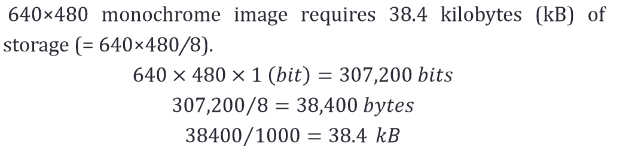 640×480 monochrome image requires 38.4 kilobytes (kB) of
storage (= 640×480/8).
640 × 480 × 1 (bit) = 307,200 bits
307,200/8 = 38,400 bytes
38400/1000 = 38.4 kB